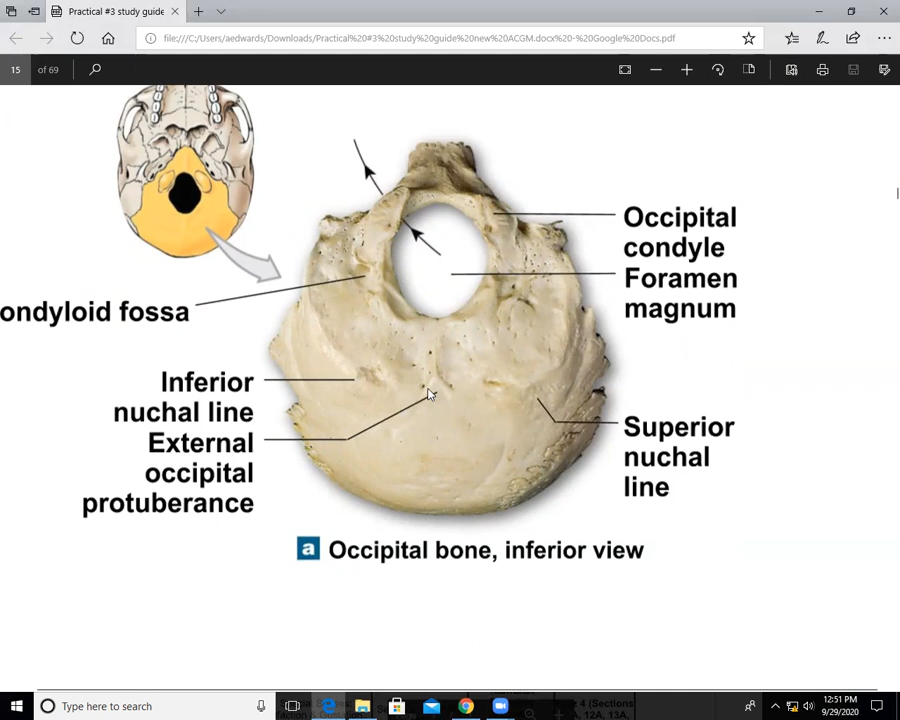 Practical #3 study guide
file:///C:/Users/aedwards/Downloads/Practical%20#3%20study%20guide%20new%20ACGM.docx%20-%20Google%20Docs.pdf
15 of 69
Occipital
condyle
Foramen
magnum
ondyloid fossa
Inferior
nuchal line
External
occipital
protuberance
Superior
nuchal
line
a Occipital bone, inferior view
Type here to search
12:51 PM
9/29/2020